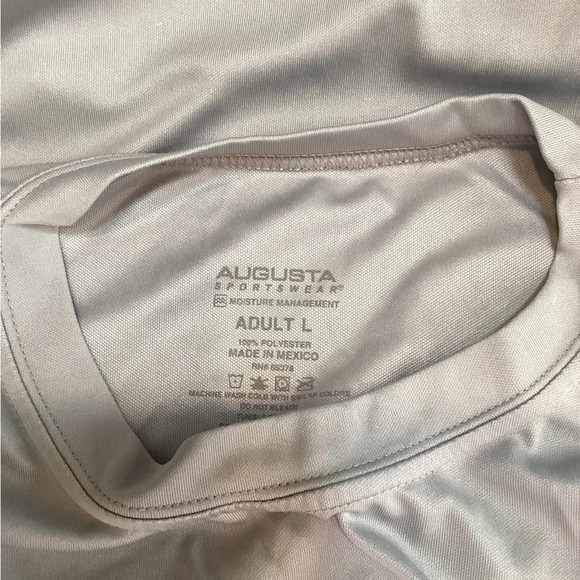 AUGUSTA
SPORTSWEAR®
MOISTURE MANAGEMENT
ADULT L
100% POLYESTER
MADE IN MEXICO
RN# 65378
MACHINE WASH COLD WITH SIMILAR COLORS
DO NOT BLEACH